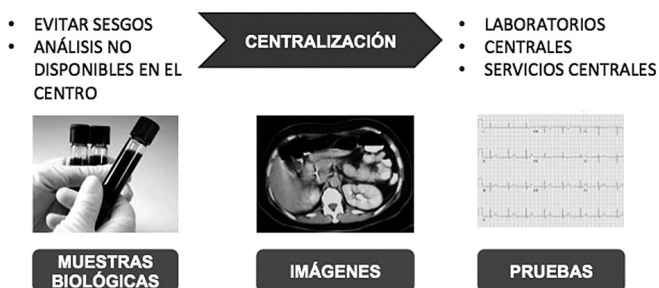 • EVITAR SESGOS
• ANÁLISIS NO
DISPONIBLES EN EL
CENTRO
CENTRALIZACIÓN
• LABORATORIOS
• CENTRALES
• SERVICIOS CENTRALES
MUESTRAS
BIOLÓGICAS
IMÁGENES
PRUEBAS